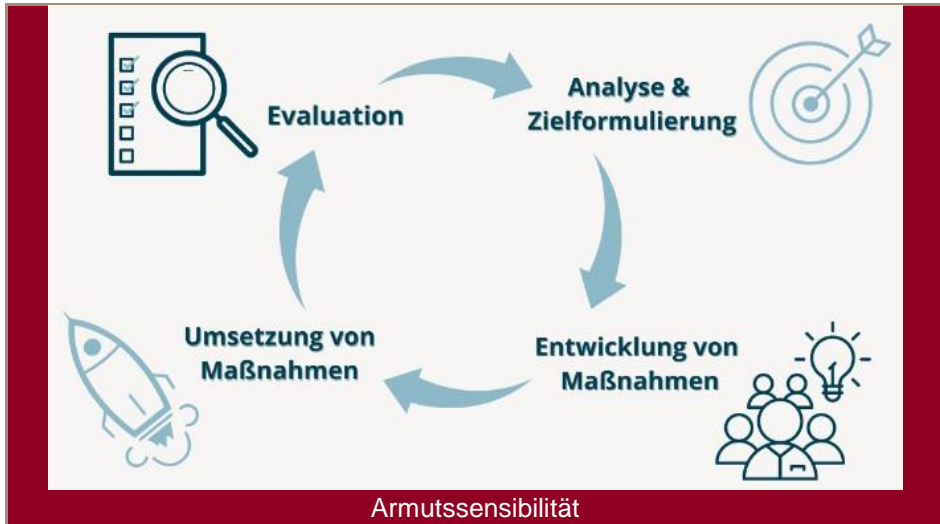 Evaluation
Analyse &
Zielformulierung
Umsetzung von
Maßnahmen
Entwicklung von
Maßnahmen
Armutssensibilität